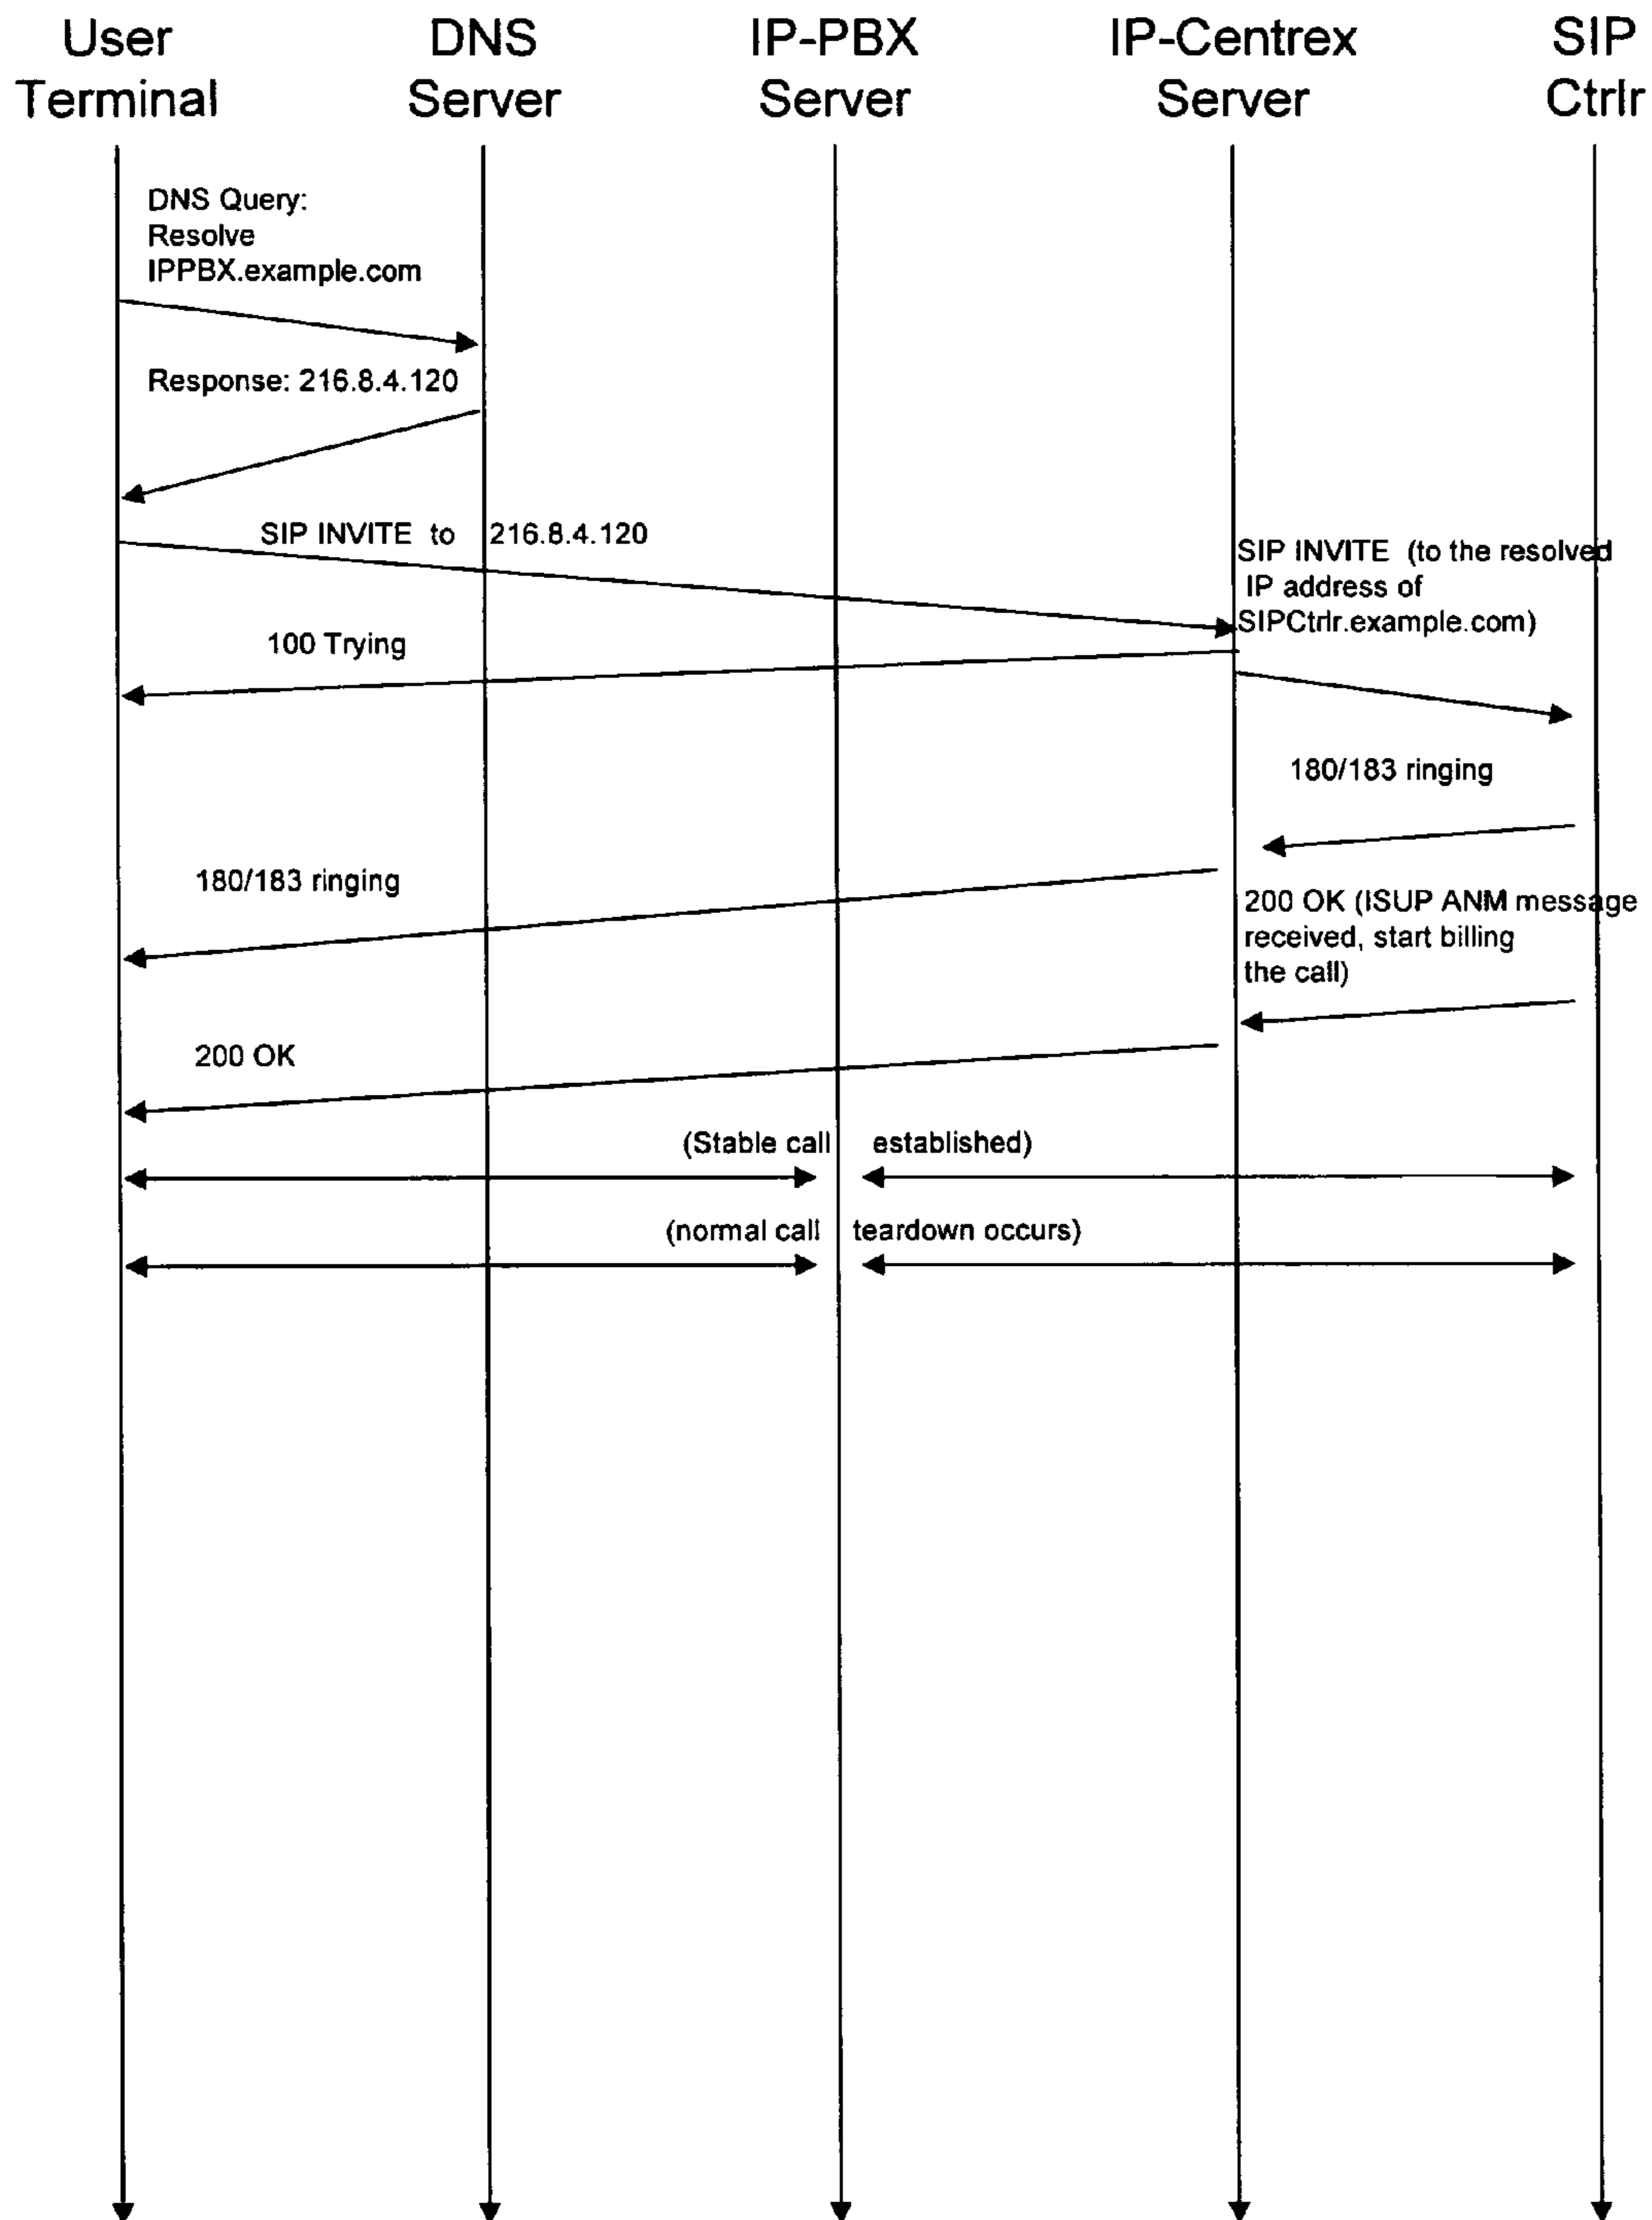 User
Terminal
DNS
Server
IP-PBX
Server
IP-Centrex
Server
SIP
Ctrlr
DNS Query:
Resolve
IPPBX.example.com
Response: 216.8.4.120
SIP INVITE to 216.8.4.120
SIP INVITE (to the resolved
IP address of
SIPCtrlr.example.com)
100 Trying
180/183 ringing
180/183 ringing
200 OK (ISUP ANM message
received, start billing
the call)
200 OK
(Stable call established)
(normal call teardown occurs)